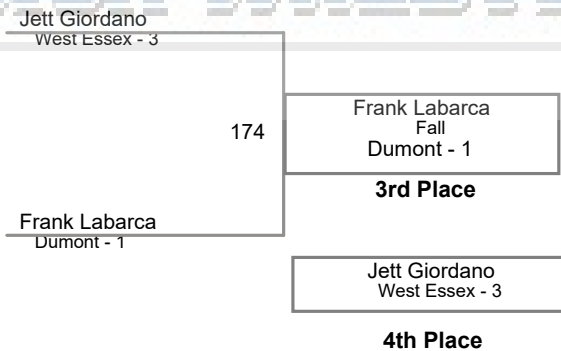 Jett Giordano
West Essex - 3
174
Frank Labarca
Fall
Dumont - 1
3rd Place
Frank Labarca
Dumont - 1
Jett Giordano
West Essex - 3
4th Place